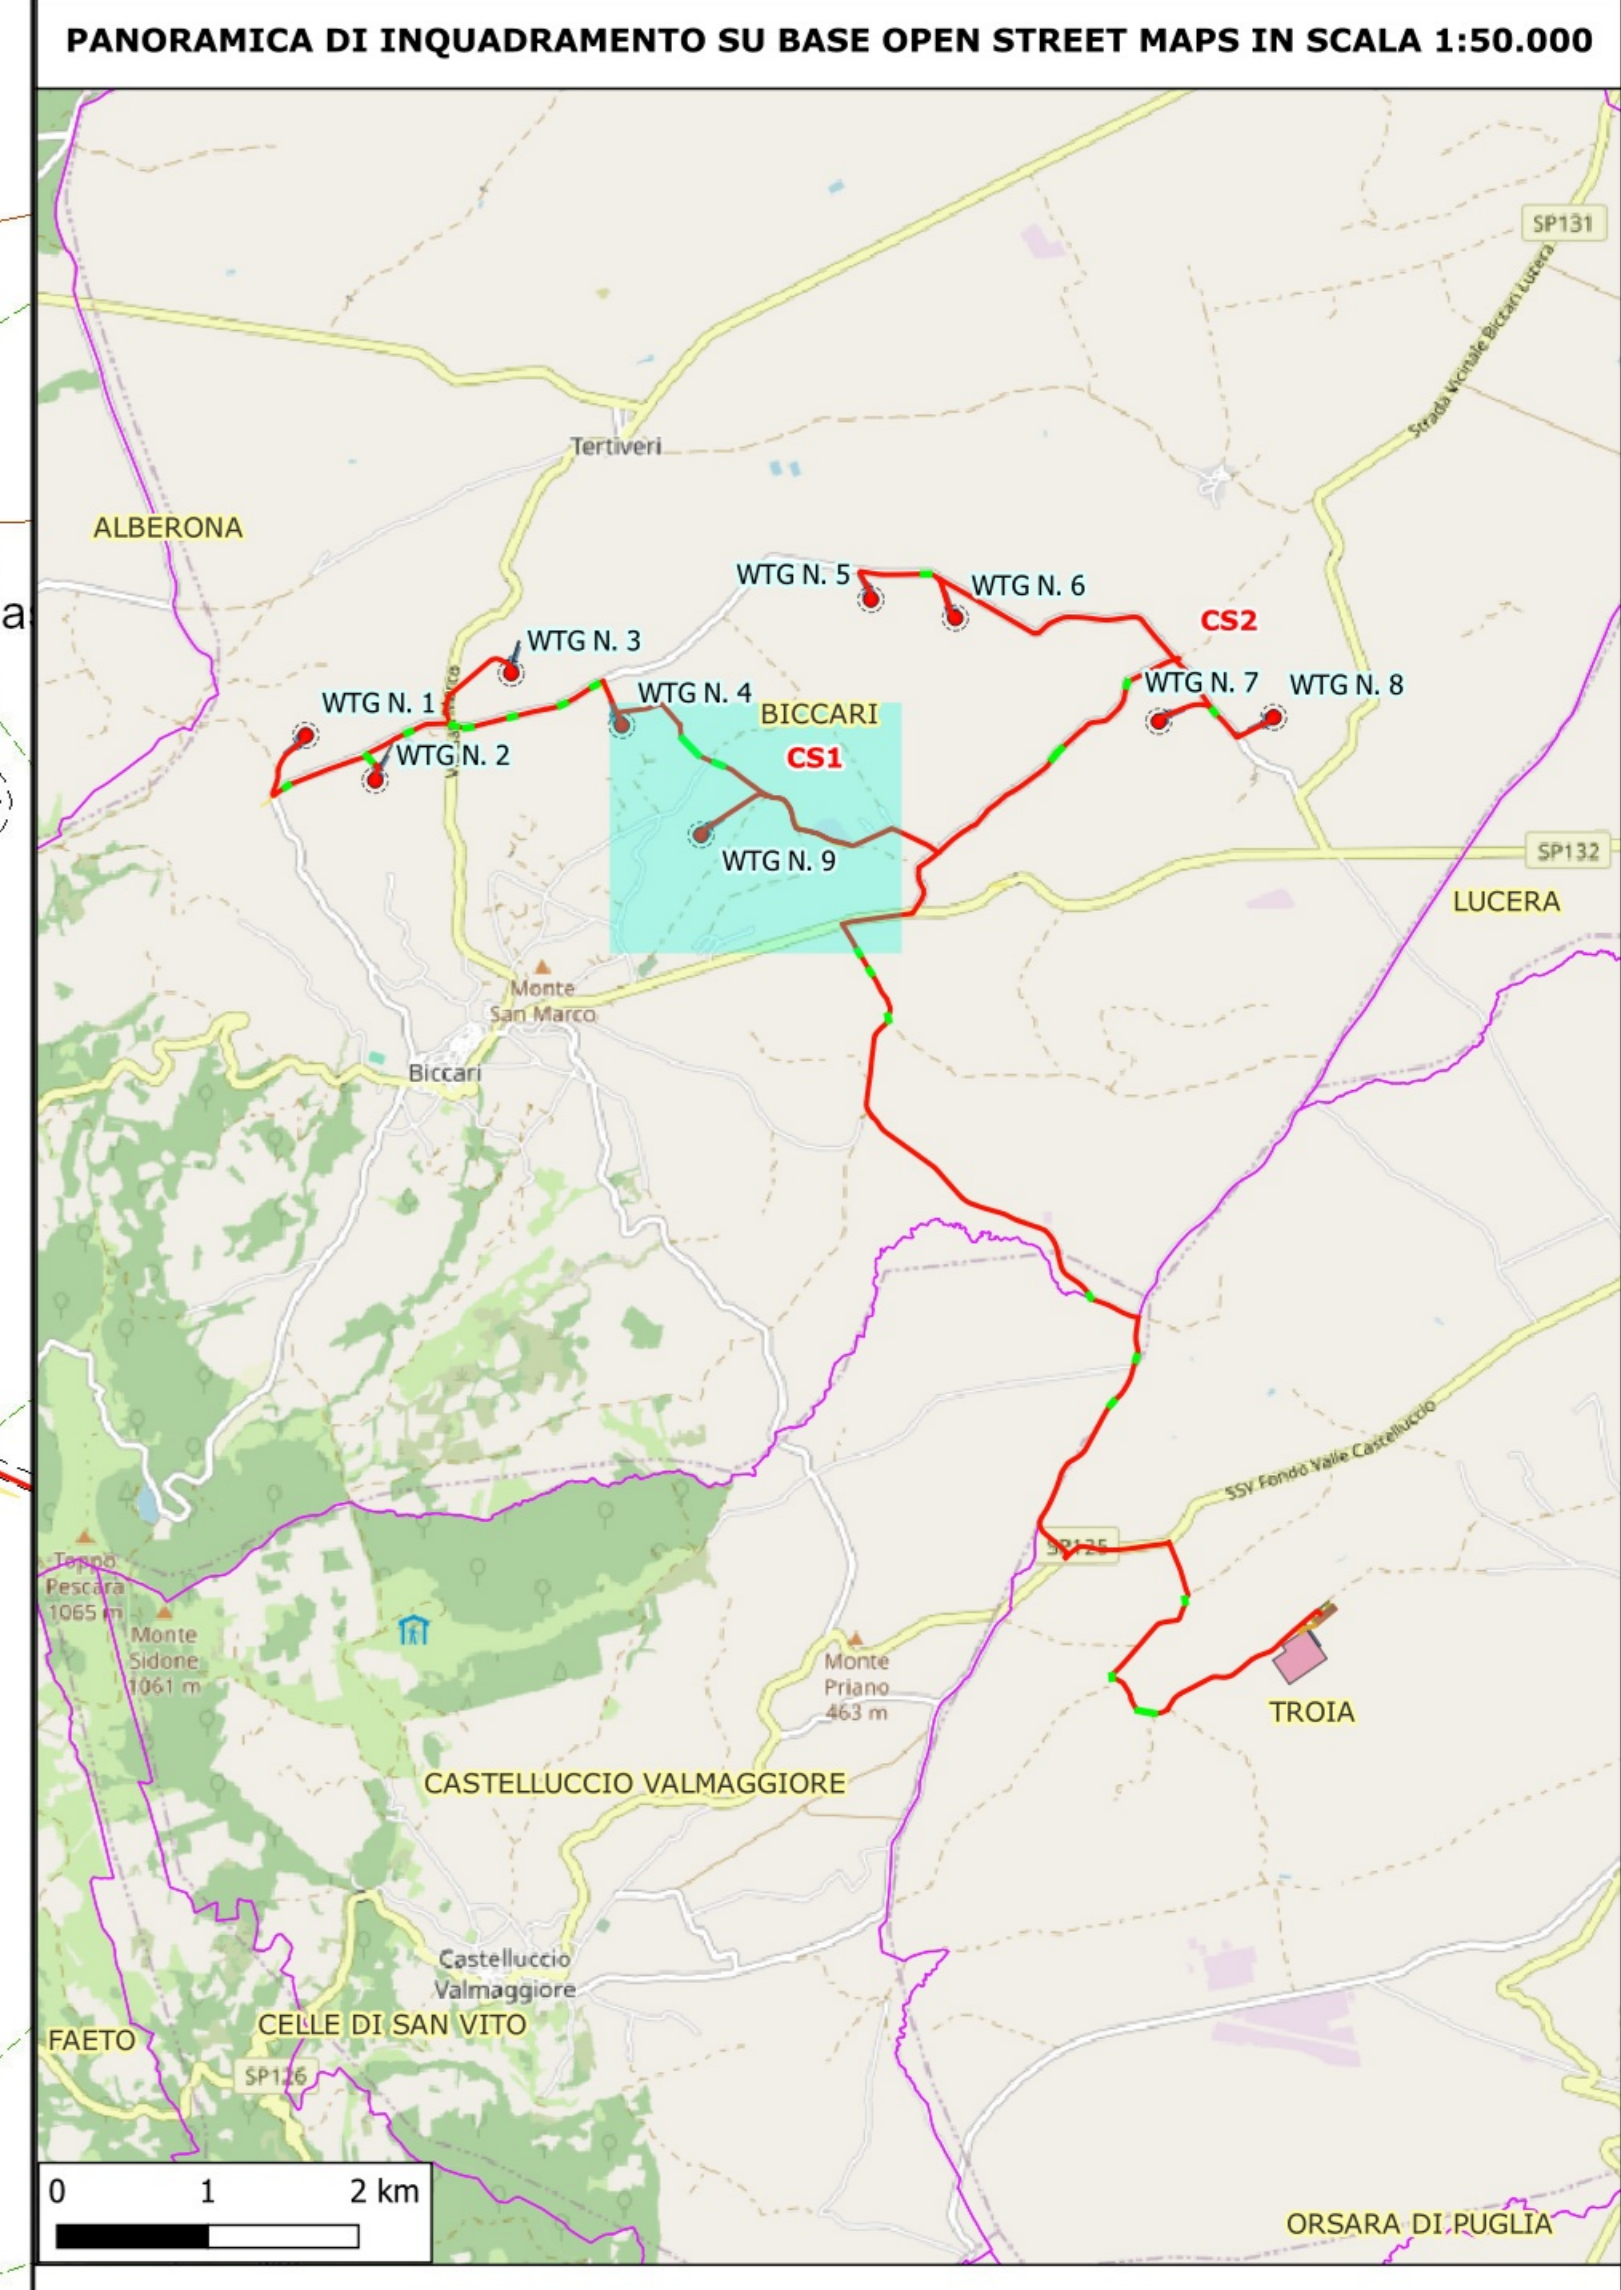 PANORAMICA DI INQUADRAMENTO SU BASE OPEN STREET MAPS IN SCALA 1:50.000
SP131
Strada Vicinale Biccari Lucera
Tertiveri
ALBERONA
WTG N. 5
WTG N. 6
CS2
WTG N. 3
WTG N. 7
WTG N. 8
WTG N. 1
WTG N. 4
BICCARI
WTG N. 2
CS1
SP132
WTG N. 9
LUCERA
Monte
San Marco
Biccari
SSV Fondo Valle Castelluccio
SP125
Toppo
Pescara
1065 m
Monte
Sidone
1061 m
Monte
Priano
463 m
TROIA
CASTELLUCCIO VALMAGGIORE
Castelluccio
Valmaggiore
CELLE DI SAN VITO
FAETO
SP126
0 1 2 km
ORSARA DI PUGLIA